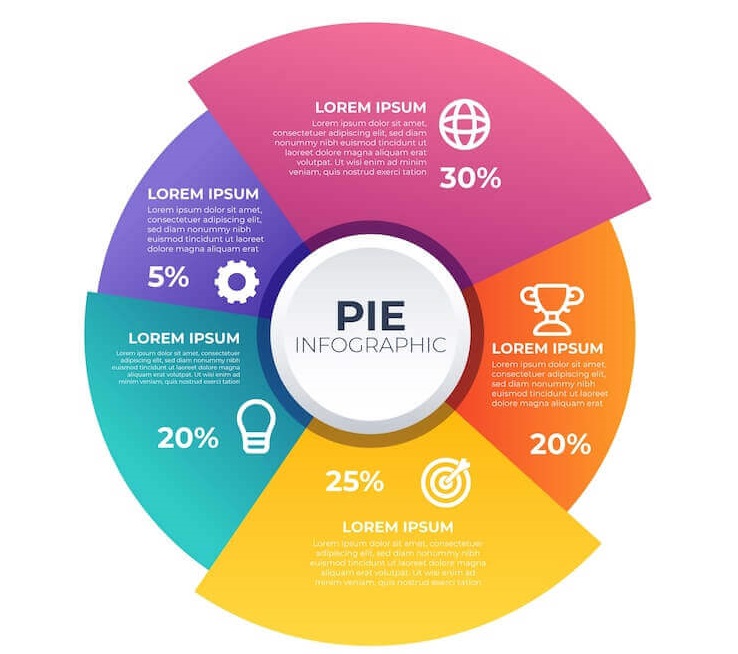 LOREM IPSUM
Lorem ipsum dolor sit amet,
consectetuer adipiscing elit, sed diam
nonummy nibh euismod tincidunt ut
laoreet dolore magna aliquam erat
volutpat. Ut wisi enim ad minim
veniam, quis nostrud exerci tation
30%
LOREM IPSUM
Lorem ipsum dolor sit amet,
consectetuer adipiscing elit,
sed diam nonummy nibh
euismod tincidunt ut laoreet
dolore magna aliquam erat
5%
PIE
INFOGRAPHIC
LOREM IPSUM
Lorem ipsum dolor sit amet,
consectetuer adipiscing elit, sed
diam nonummy nibh euismod
tincidunt ut laoreet dolore magna
aliquam erat volutpat. Ut wisi enim
ad minim veniam, quis nostrud
20%
LOREM IPSUM
Lorem ipsum dolor sit amet,
consectetuer adipiscing elit,
sed diam nonummy nibh
euismod tincidunt ut laoreet
dolore magna aliquam erat
20%
25%
LOREM IPSUM
Lorem ipsum dolor sit amet, consectetuer
adipiscing elit, sed diam nonummy nibh
euismod tincidunt ut laoreet dolore magna
aliquam erat volutpat. Ut wisi enim ad
minim veniam, quis nostrud exerci tation